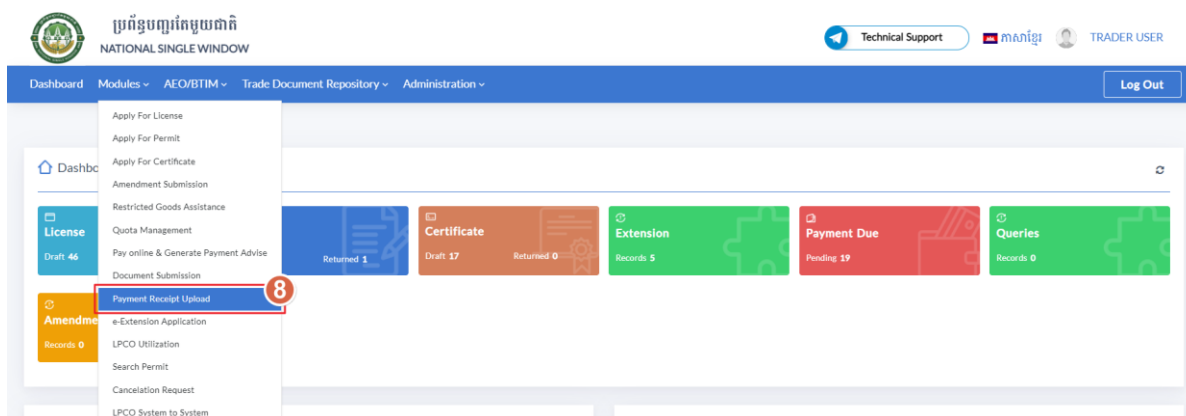 ប្រព័ន្ធបញ្ជរតែមួយជាតិ
NATIONAL SINGLE WINDOW
Technical Support
ភាសាខ្មែរ
TRADER USER
Dashboard Modules AEO/BTIM Trade Document Repository Administration Log Out
Apply For License
Apply For Permit
Apply For Certificate
Amendment Submission
Restricted Goods Assistance
Quota Management
Pay online & Generate Payment Advise
Document Submission
Payment Receipt Upload
8
e-Extension Application
LPCO Utilization
Search Permit
Cancelation Request
LPCO System to System
Dashbo
License
Draft 46
Returned 1
Certificate
Draft 17 Returned 0
Extension
Records 5
Payment Due
Pending 19
Queries
Records 0
Amendme
Records 0